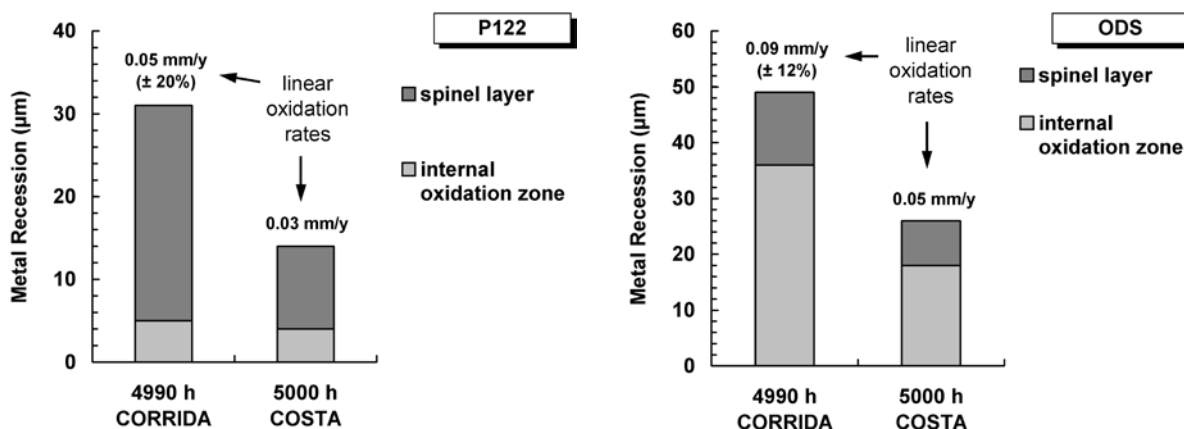 P122
Metal Recession (µm)
40
30
20
10
0
0.05 mm/y
(± 20%)
linear
oxidation
rates
0.03 mm/y
spinel layer
internal
oxidation zone
4990 h
CORRIDA
5000 h
COSTA
ODS
Metal Recession (µm)
60
50
40
30
20
10
0
0.09 mm/y
(± 12%)
linear
oxidation
rates
0.05 mm/y
spinel layer
internal
oxidation zone
4990 h
CORRIDA
5000 h
COSTA